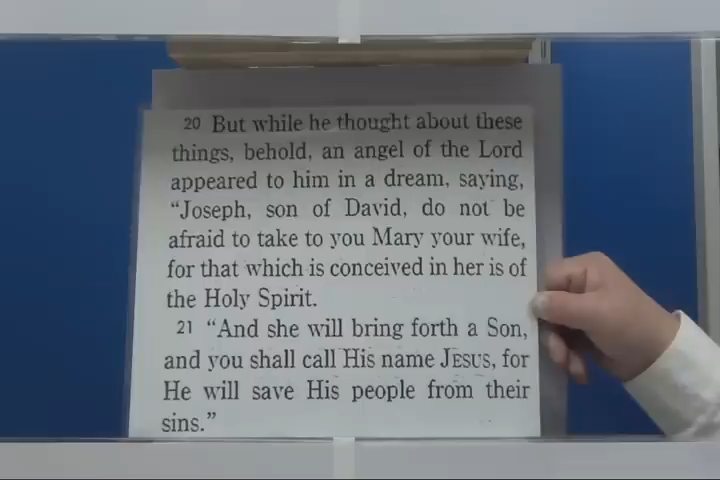 20 But while he thought about these
things, behold, an angel of the Lord
appeared to him in a dream, saying,
“Joseph, son of David, do not be
afraid to take to you Mary your wife,
for that which is conceived in her is of
the Holy Spirit.
21 “And she will bring forth a Son,
and you shall call His name JESUS, for
He will save His people from their
sins.”